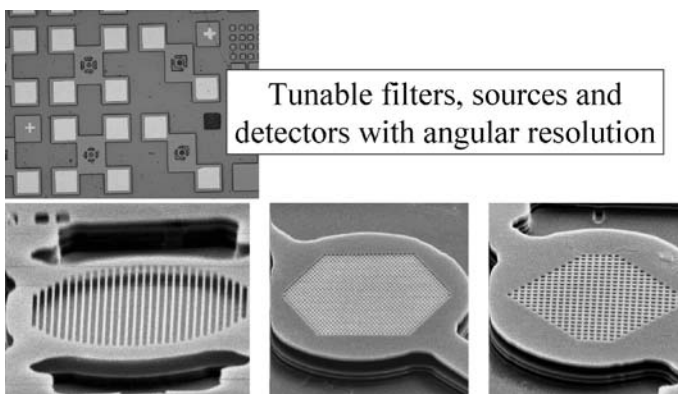 Tunable filters, sources and
detectors with angular resolution